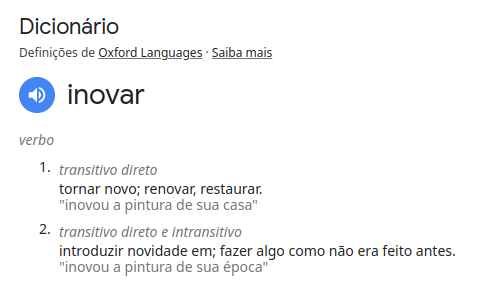 Dicionário
Definições de Oxford Languages · Saiba mais
inovar
verbo
1. transitivo direto
tornar novo; renovar, restaurar.
"inovou a pintura de sua casa"
2. transitivo direto e intransitivo
introduzir novidade em; fazer algo como não era feito antes.
"inovou a pintura de sua época"